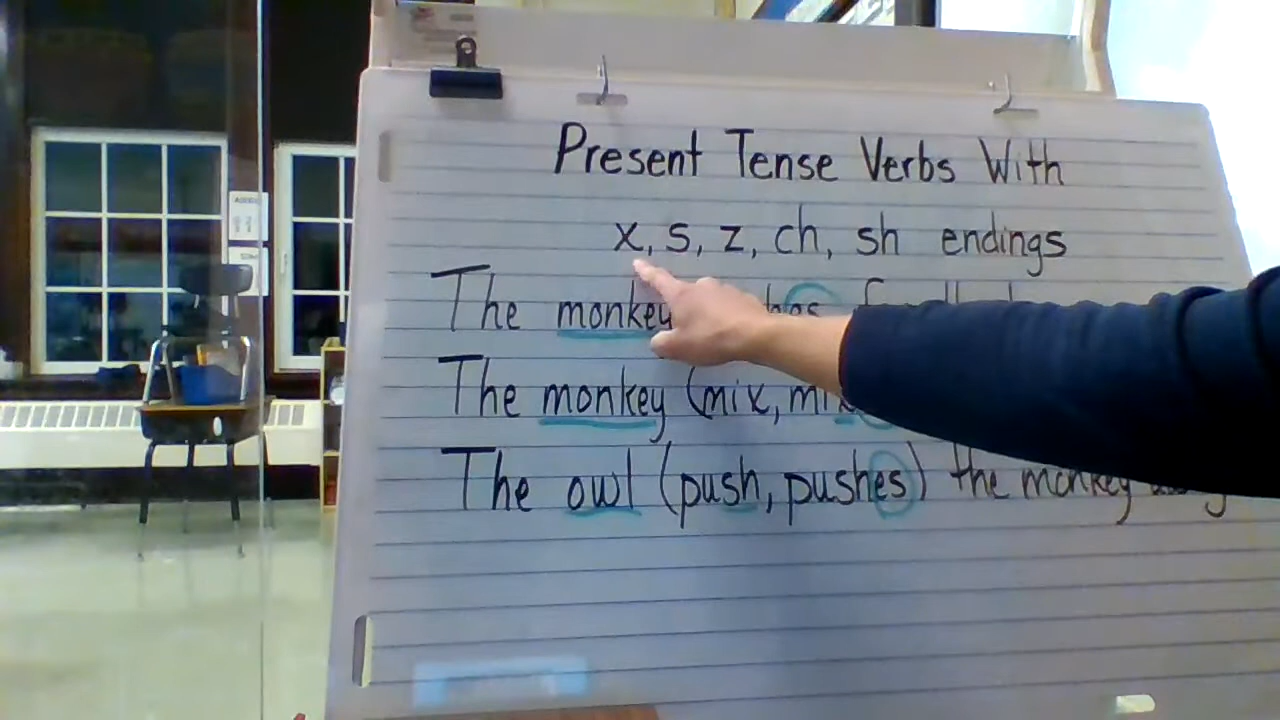 Present Tense Verbs With
x, s, z, ch, sh endings
The monkey
The monkey (mix,
The owl (push, pushes) the monkey